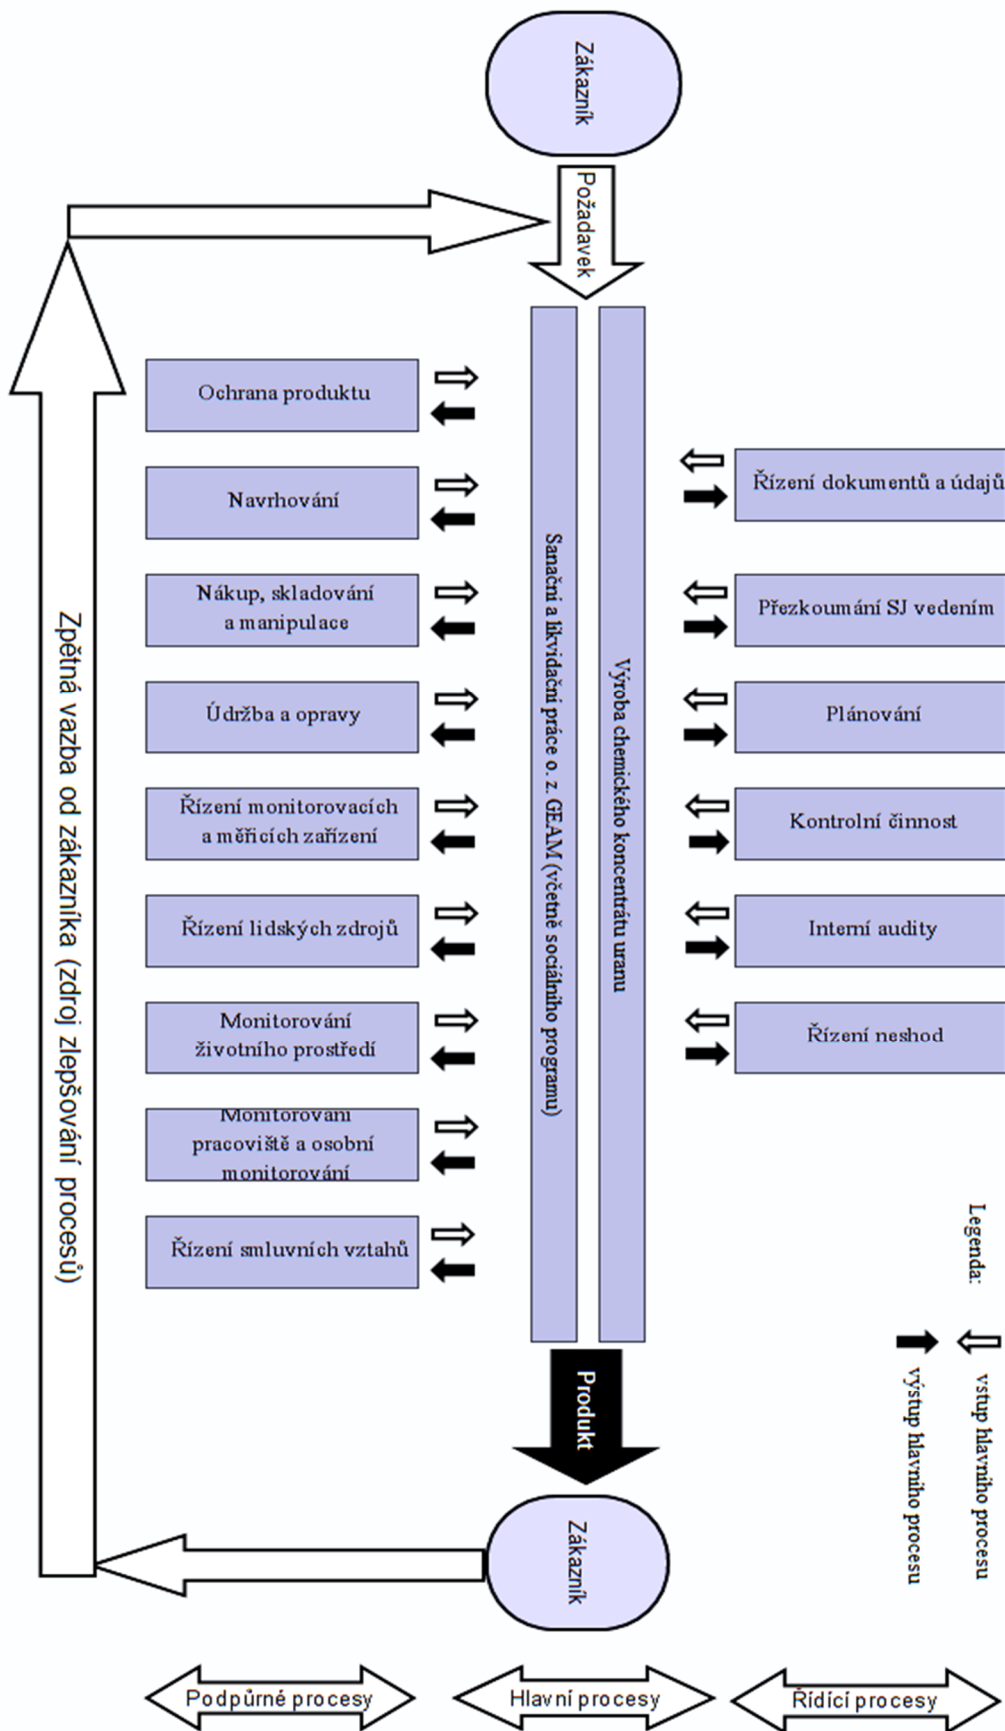 Zákazník
Požadavek
Ochrana produktu
Navrhování
Nákup, skladování
a manipulace
Údržba a opravy
Řízení monitorovacích
a měřicích zařízení
Řízení lidských zdrojů
Monitorování
životního prostředí
Monitorování
pracoviště a osobní
monitorování
Řízení smluvních vztahů
Sanační a likvidační práce o. z. GEAM (včetně sociálního programu)
Výroba chemického koncentrátu uranu
Řízení dokumentů a údajů
Přezkoumání SJ vedením
Plánování
Kontrolní činnost
Interní audity
Řízení neshod
Zpětná vazba od zákazníka (zdroj zlepšování procesů)
Produkt
Zákazník
Legenda:
vstup hlavního procesu
výstup hlavního procesu
Podpůrné procesy
Hlavní procesy
Řídící procesy